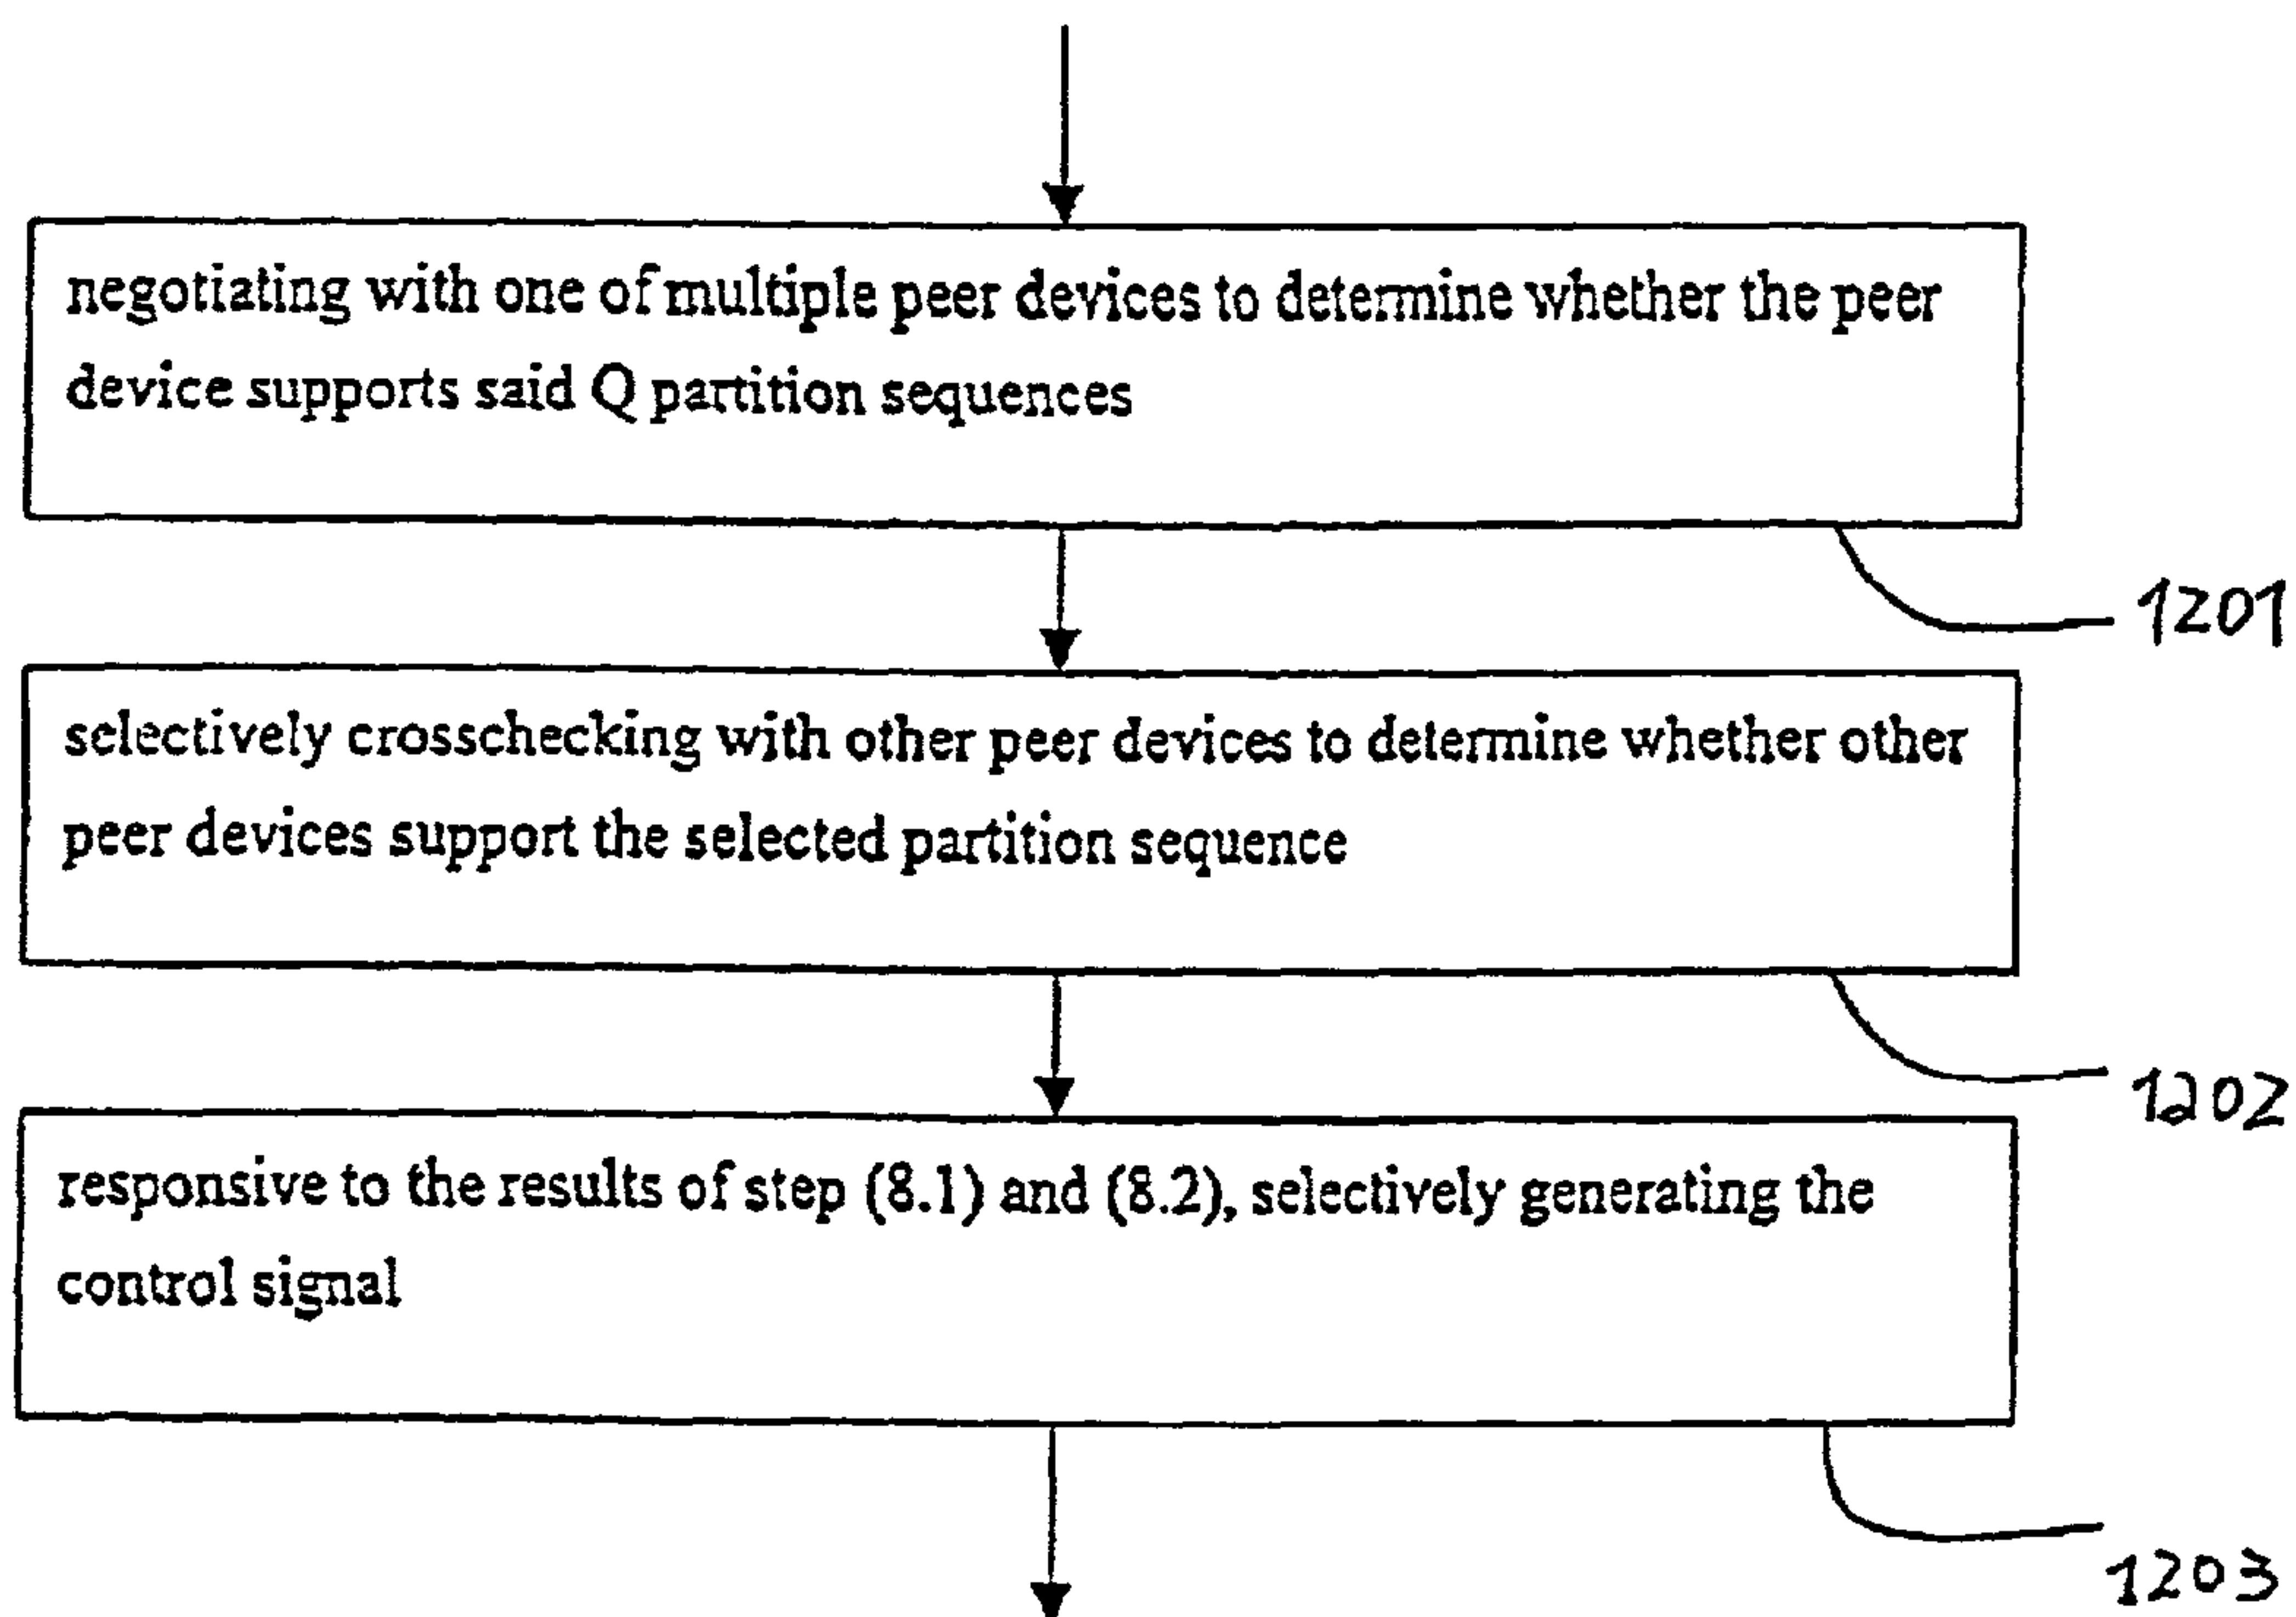 negotiating with one of multiple peer devices to determine whether the peer
device supports said Q partition sequences
1201
selectively crosschecking with other peer devices to determine whether other
peer devices support the selected partition sequence
1202
responsive to the results of step (8.1) and (8.2), selectively generating the
control signal
1203